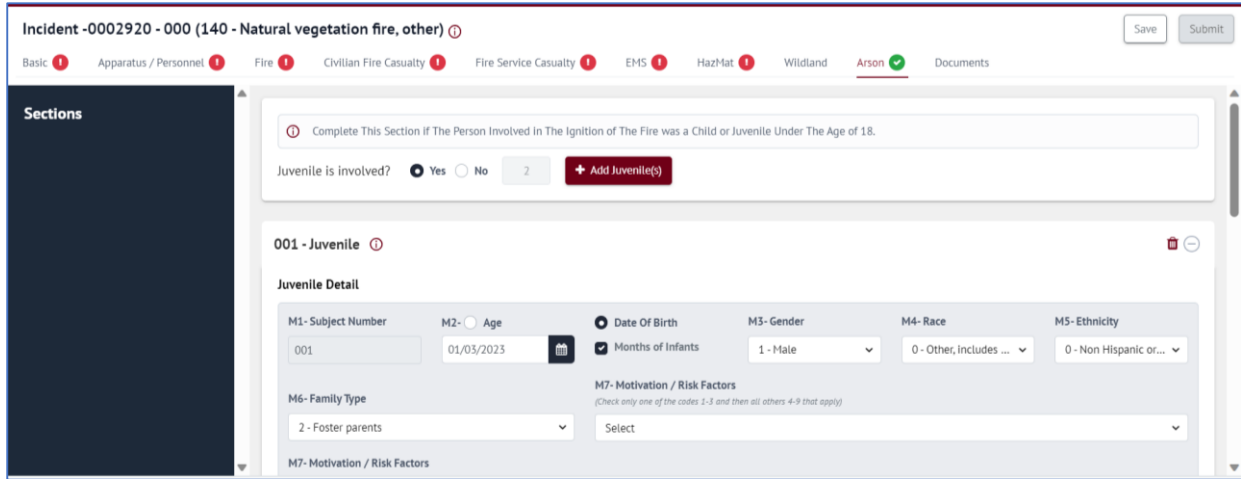 Incident -0002920 - 000 (140 - Natural vegetation fire, other)
Save
Submit
Basic
Apparatus / Personnel
Fire
Civilian Fire Casualty
Fire Service Casualty
EMS
HazMat
Wildland
Arson
Documents
Sections
Complete This Section if The Person Involved in The Ignition of The Fire was a Child or Juvenile Under The Age of 18.
Juvenile is involved? Yes No 2 + Add Juvenile(s)
001 - Juvenile
Juvenile Detail
M1- Subject Number
001
M2- Age
01/03/2023
Date Of Birth
Months of Infants
M3- Gender
1 - Male
M4- Race
0 - Other, includes ...
M5- Ethnicity
0 - Non Hispanic or...
M6- Family Type
2 - Foster parents
M7- Motivation / Risk Factors
(Check only one of the codes 1-3 and then all others 4-9 that apply)
Select
M7- Motivation / Risk Factors